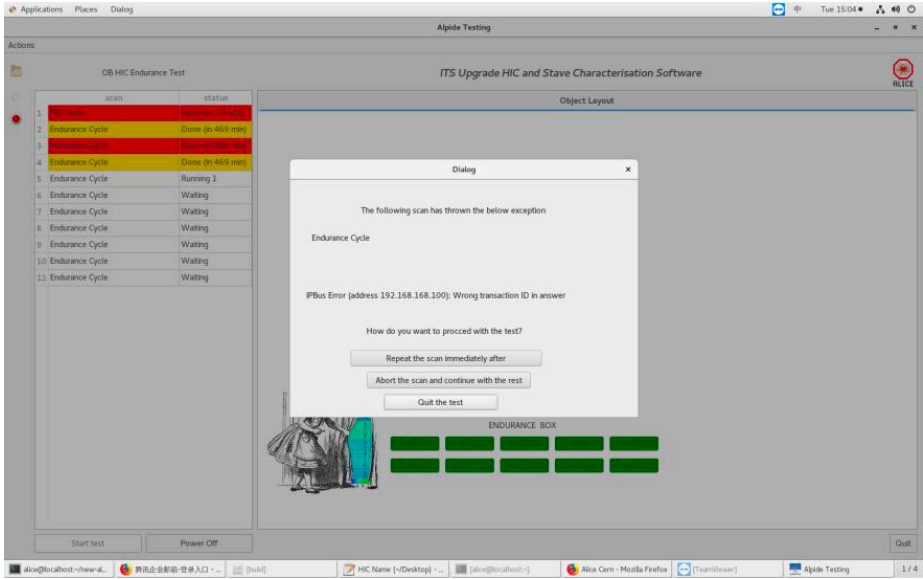 Applications Places Dialog
中 Tue 15:04
Alpide Testing
Actions
OB HIC Endurance Test
ITS Upgrade HIC and Stave Characterisation Software
ALICE
scan status
Object Layout
1
2 Endurance Cycle Done (in 469 min)
3
4 Endurance Cycle Done (in 469 min)
5 Endurance Cycle Running 1
6 Endurance Cycle Waiting
7 Endurance Cycle Waiting
8 Endurance Cycle Waiting
9 Endurance Cycle Waiting
10 Endurance Cycle Waiting
11 Endurance Cycle Waiting
Dialog
The following scan has thrown the below exception
Endurance Cycle
IPBus Error (address 192.168.168.100): Wrong transaction ID in answer
How do you want to procced with the test?
Repeat the scan immediately after
Abort the scan and continue with the rest
Quit the test
ENDURANCE BOX
Start test Power Off Quit
alice@localhost:~/new-al... 腾讯企业邮箱-登录入口 - ... [build] HIC Name (~/Desktop) - ... [alice@localhost:~] Alice Cern - Mozilla Firefox [TeamViewer] Alpide Testing 1 / 4